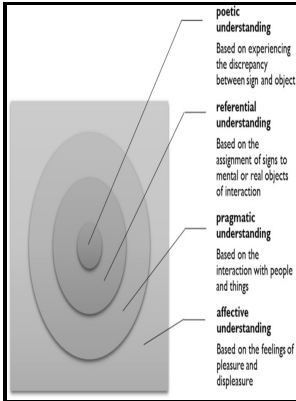 poetic
understanding
Based on experiencing
the discrepancy
between sign and object
referential
understanding
Based on the
assignment of signs to
mental or real objects
of interaction
pragmatic
understanding
Based on the
interaction with people
and things
affective
understanding
Based on the feelings of
pleasure and
displeasure